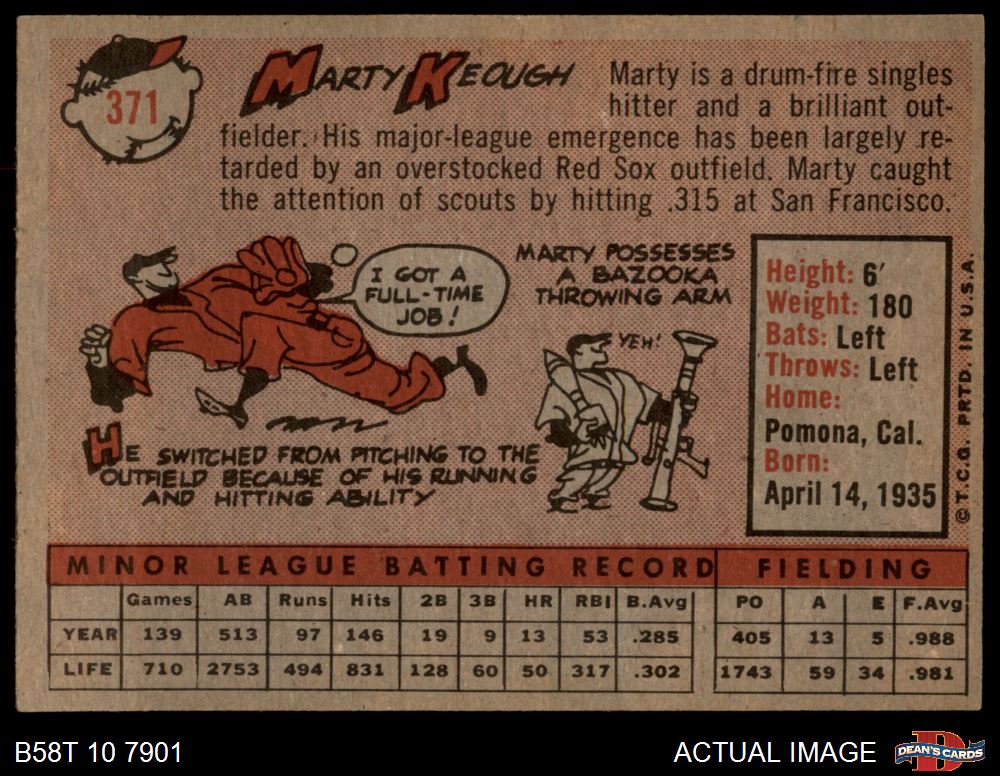 371
MARTY KEOUGH
Marty is a drum-fire singles
hitter and a brilliant out-
fielder. His major-league emergence has been largely re-
tarded by an overstocked Red Sox outfield. Marty caught
the attention of scouts by hitting .315 at San Francisco.
I GOT A
FULL-TIME
JOB!
HE SWITCHED FROM PITCHING TO THE
OUTFIELD BECAUSE OF HIS RUNNING
AND HITTING ABILITY
MARTY POSSESSES
A BAZOOKA
THROWING ARM
YEH!
Height: 6'
Weight: 180
Bats: Left
Throws: Left
Home:
Pomona, Cal.
Born:
April 14, 1935
© T.C.G. PRTD. IN U.S.A.
MINOR LEAGUE BATTING RECORD FIELDING
Games AB Runs Hits 2B 3B HR RBI B.Avg PO A E F.Avg
YEAR 139 513 97 146 19 9 13 53 .285 405 13 5 .988
LIFE 710 2753 494 831 128 60 50 317 .302 1743 59 34 .981
B58T 10 7901
ACTUAL IMAGE
DEAN'S CARDS